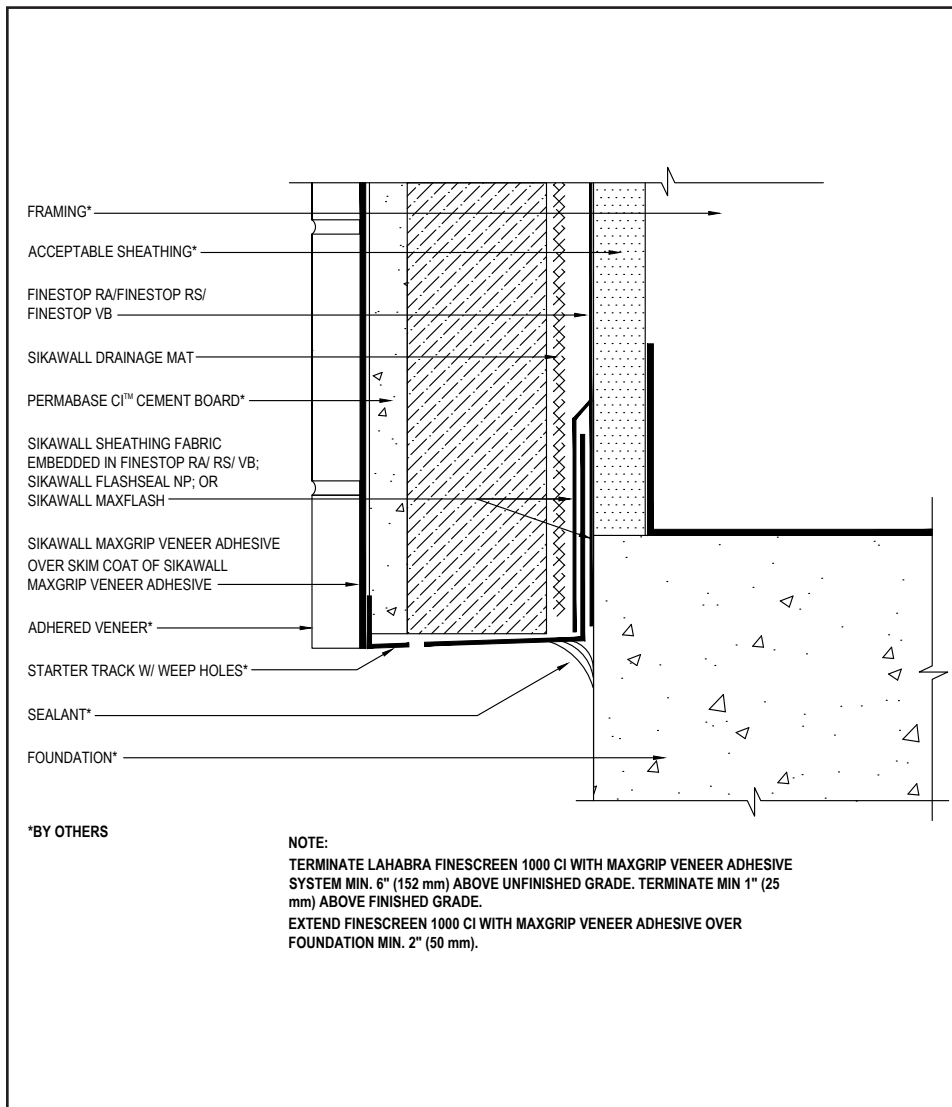 FRAMING*
ACCEPTABLE SHEATHING*
FINESTOP RA/FINESTOP RS/
FINESTOP VB
SIKAWALL DRAINAGE MAT
PERMABASE CI™ CEMENT BOARD*
SIKAWALL SHEATHING FABRIC
EMBEDDED IN FINESTOP RA/ RS/ VB;
SIKAWALL FLASHSEAL NP; OR
SIKAWALL MAXFLASH
SIKAWALL MAXGRIP VENEER ADHESIVE
OVER SKIM COAT OF SIKAWALL
MAXGRIP VENEER ADHESIVE
ADHERED VENEER*
STARTER TRACK W/ WEEP HOLES*
SEALANT*
FOUNDATION*
*BY OTHERS
NOTE:
TERMINATE LAHABRA FINESCREEN 1000 CI WITH MAXGRIP VENEER ADHESIVE
SYSTEM MIN. 6" (152 mm) ABOVE UNFINISHED GRADE. TERMINATE MIN 1" (25
mm) ABOVE FINISHED GRADE.
EXTEND FINESCREEN 1000 CI WITH MAXGRIP VENEER ADHESIVE OVER
FOUNDATION MIN. 2" (50 mm).